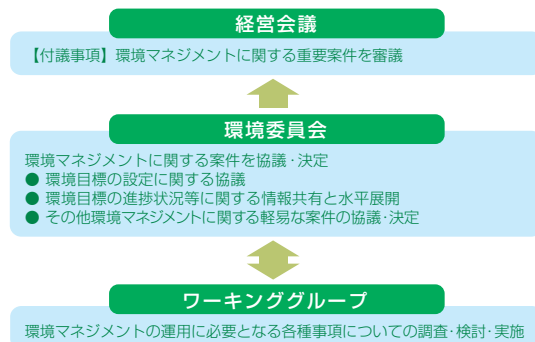 経営会議
【付議事項】環境マネジメントに関する重要案件を審議
環境委員会
環境マネジメントに関する案件を協議・決定
● 環境目標の設定に関する協議
● 環境目標の進捗状況等に関する情報共有と水平展開
● その他環境マネジメントに関する軽易な案件の協議・決定
ワーキンググループ
環境マネジメントの運用に必要となる各種事項についての調査・検討・実施